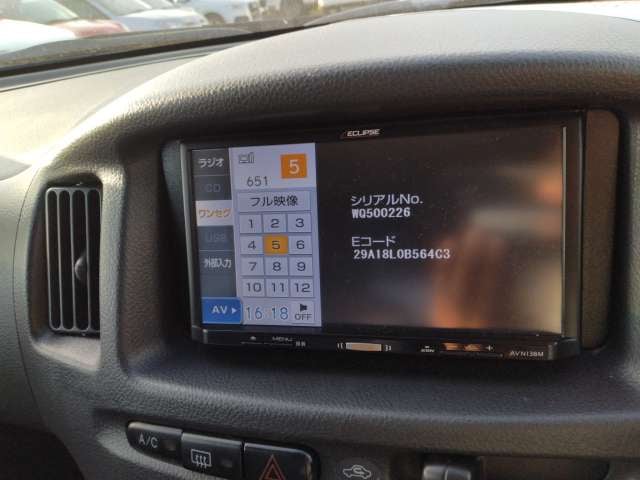 ECLIPSE
ラジオ
CD
ワンセグ
USB
外部入力
AV
5
651
フル映像
1 2 3
4 5 6
7 8 9
10 11 12
16 18
OFF
シリアルNo.
WQ500226
Eコード
29A18L0B564C3
MENU
AVN138M
A/C